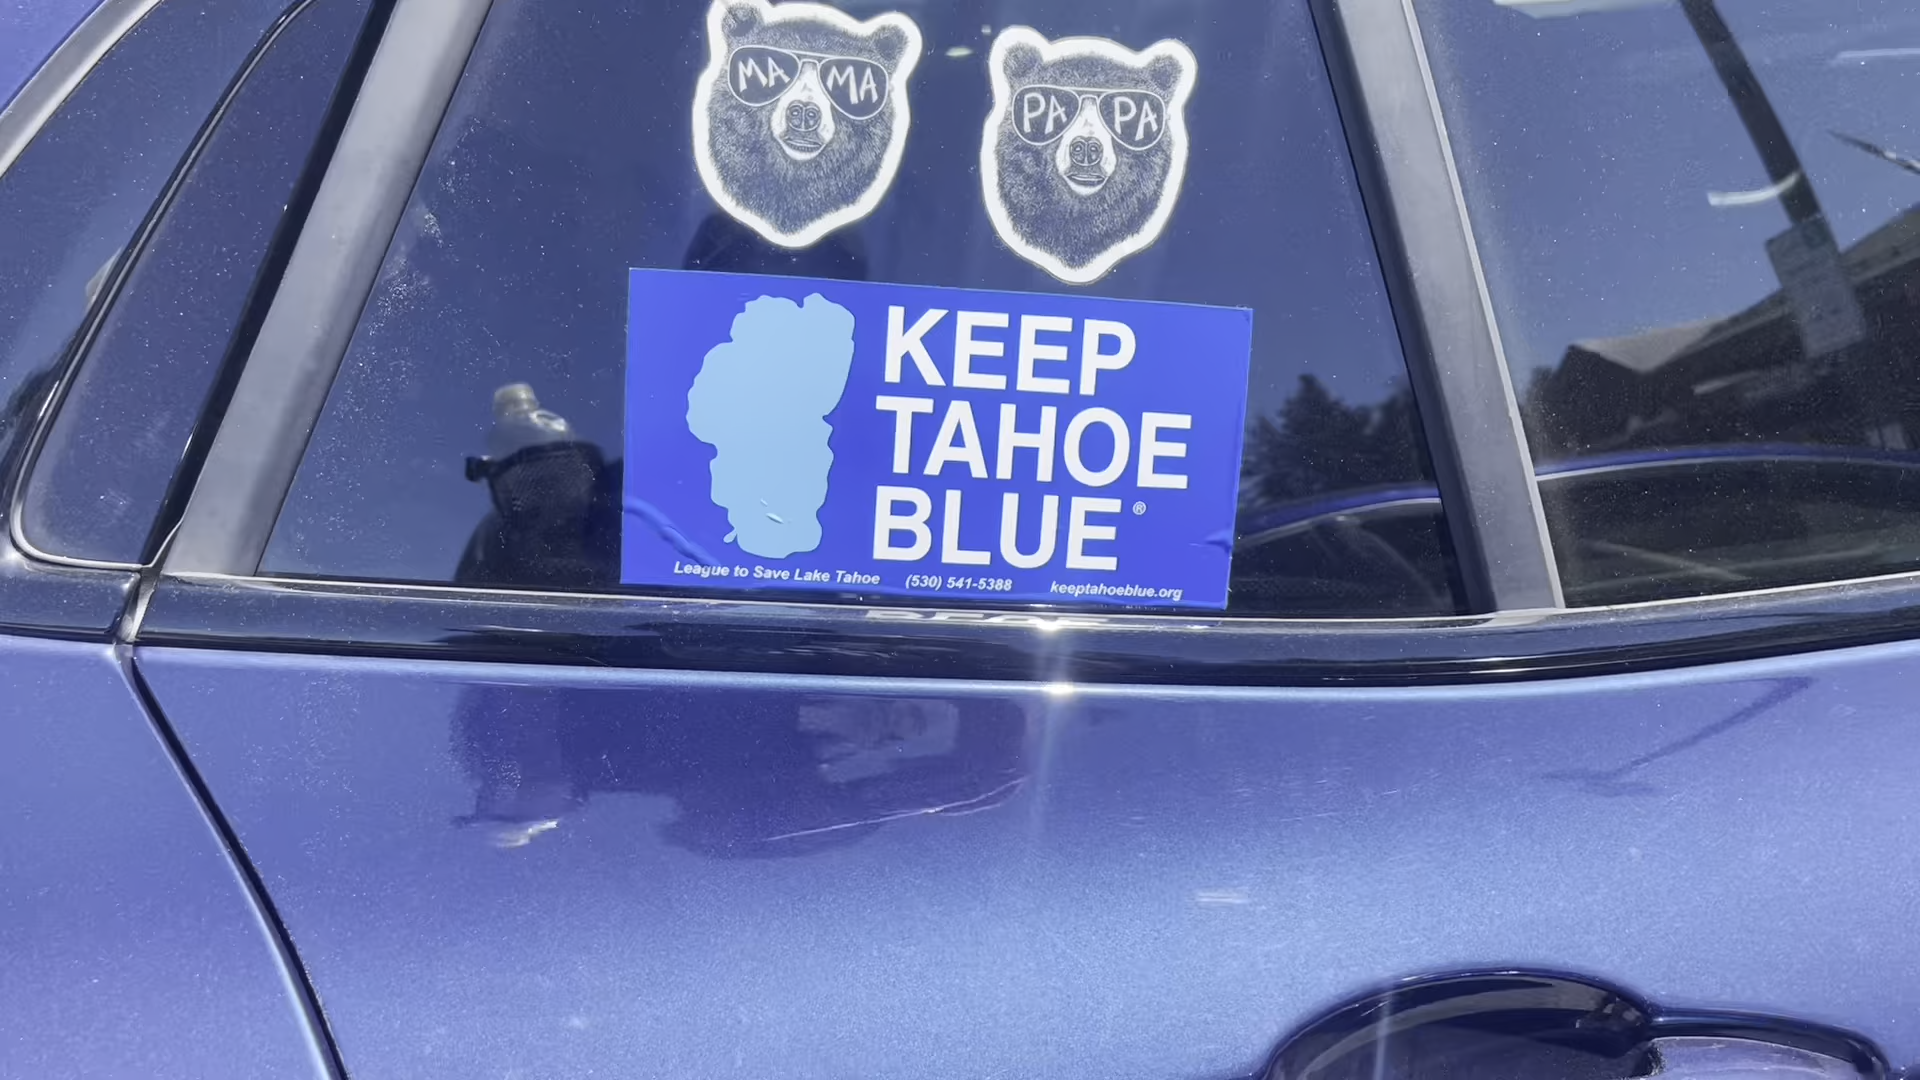 MA MA
PA PA
KEEP
TAHOE
BLUE®
League to Save Lake Tahoe (530) 541-5388 keeptahoeblue.org